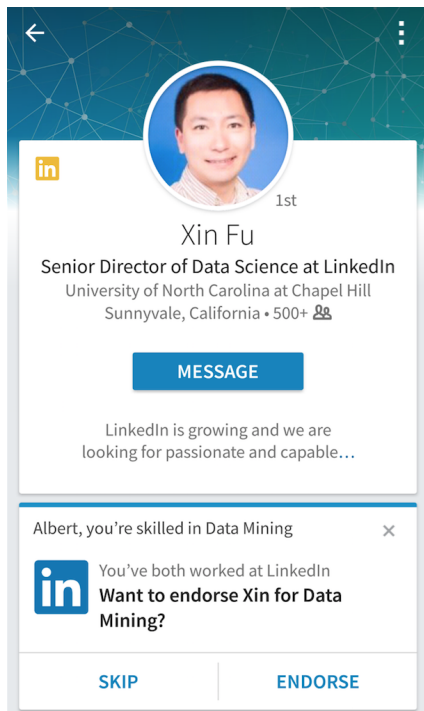 in
1st
Xin Fu
Senior Director of Data Science at LinkedIn
University of North Carolina at Chapel Hill
Sunnyvale, California • 500+
MESSAGE
LinkedIn is growing and we are
looking for passionate and capable…
Albert, you’re skilled in Data Mining
in
You’ve both worked at LinkedIn
Want to endorse Xin for Data
Mining?
SKIP
ENDORSE